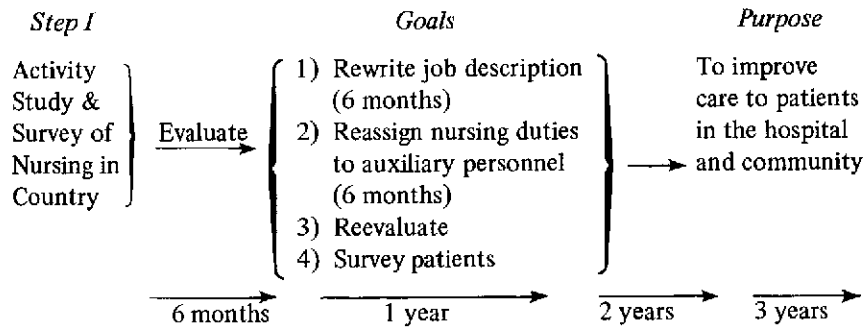 Step I
Activity
Study &
Survey of
Nursing in
Country
Evaluate
Goals
1) Rewrite job description
(6 months)
2) Reassign nursing duties
to auxiliary personnel
(6 months)
3) Reevaluate
4) Survey patients
Purpose
To improve
care to patients
in the hospital
and community
6 months
1 year
2 years
3 years